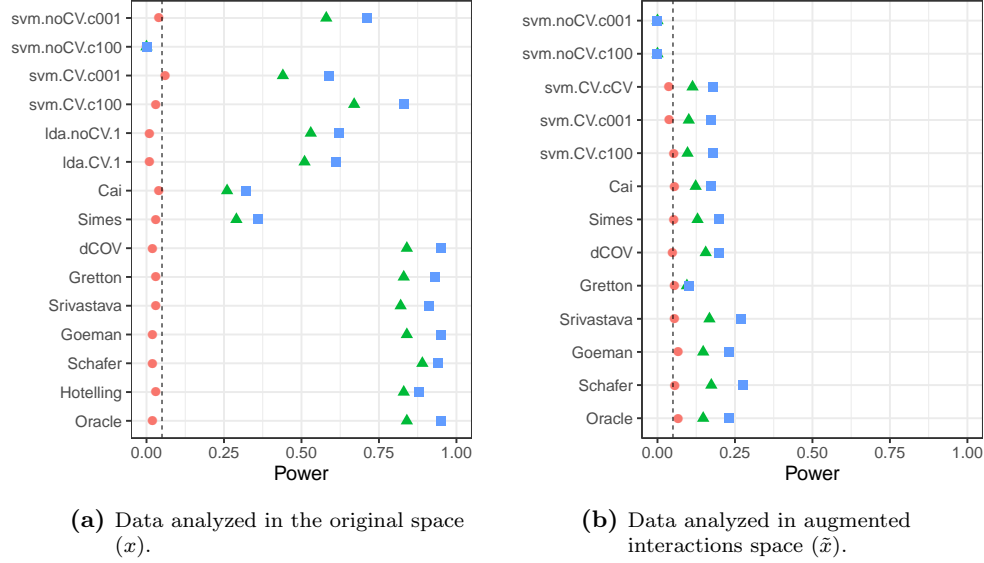 svm.noCV.c001
svm.noCV.c100
svm.CV.c001
svm.CV.c100
lda.noCV.1
lda.CV.1
Cai
Simes
dCOV
Gretton
Srivastava
Goeman
Schafer
Hotelling
Oracle
0.00 0.25 0.50 0.75 1.00
Power
(a) Data analyzed in the original space
(x).
svm.noCV.c001
svm.noCV.c100
svm.CV.cCV
svm.CV.c001
svm.CV.c100
Cai
Simes
dCOV
Gretton
Srivastava
Goeman
Schafer
Oracle
0.00 0.25 0.50 0.75 1.00
Power
(b) Data analyzed in augmented
interactions space (x̃).